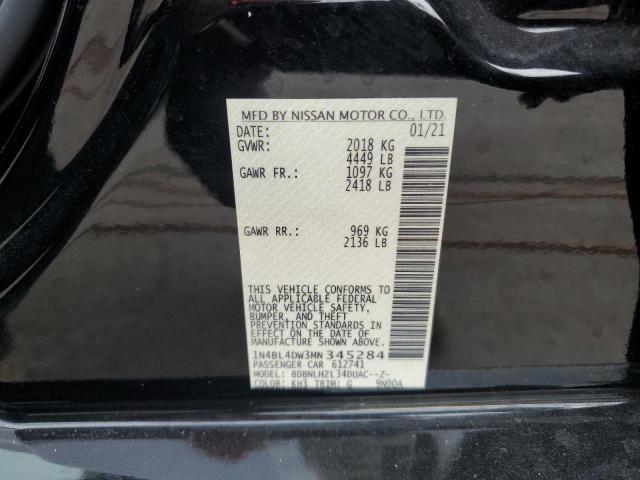 MFD BY NISSAN MOTOR CO., LTD
DATE: 01/21
GVWR: 2018 KG
4449 LB
GAWR FR.: 1097 KG
2418 LB
GAWR RR.: 969 KG
2136 LB
THIS VEHICLE CONFORMS TO
ALL APPLICABLE FEDERAL
MOTOR VEHICLE SAFETY,
BUMPER, AND THEFT
PREVENTION STANDARDS
IN EFFECT ON THE DATE OF
MANUFACTURE SHOWN ABOVE.
1N4BL4DW3MN345284
PASSENGER CAR 612741
MODEL: BDBNLHZL34DUAC--Z-
COLOR: KH3 TRIM: G 9N00A